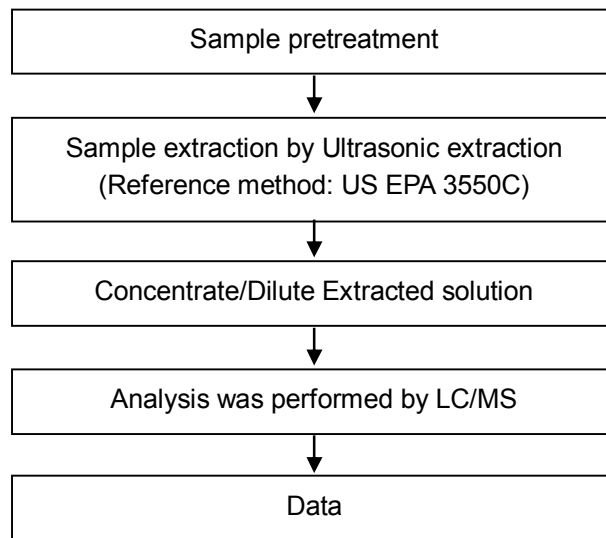 Sample pretreatment
Sample extraction by Ultrasonic extraction
(Reference method: US EPA 3550C)
Concentrate/Dilute Extracted solution
Analysis was performed by LC/MS
Data